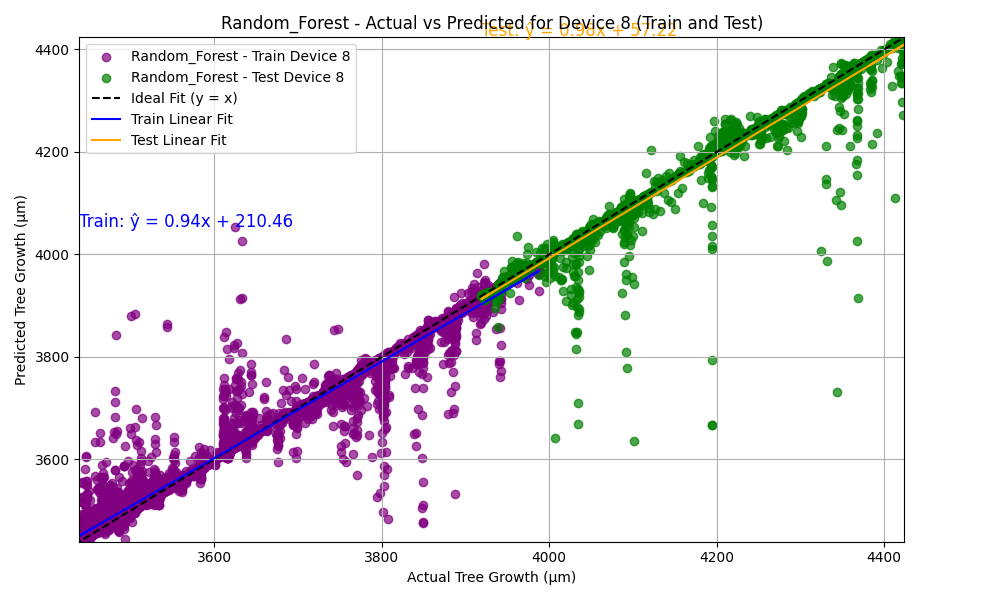 Random_Forest - Actual vs Predicted for Device 8 (Train and Test)
Test: ŷ = 0.98x + 57.22
Random_Forest - Train Device 8
Random_Forest - Test Device 8
Ideal Fit (y = x)
Train Linear Fit
Test Linear Fit
Train: ŷ = 0.94x + 210.46
4400
4200
4000
3800
3600
Predicted Tree Growth (μm)
3600
3800
4000
4200
4400
Actual Tree Growth (μm)